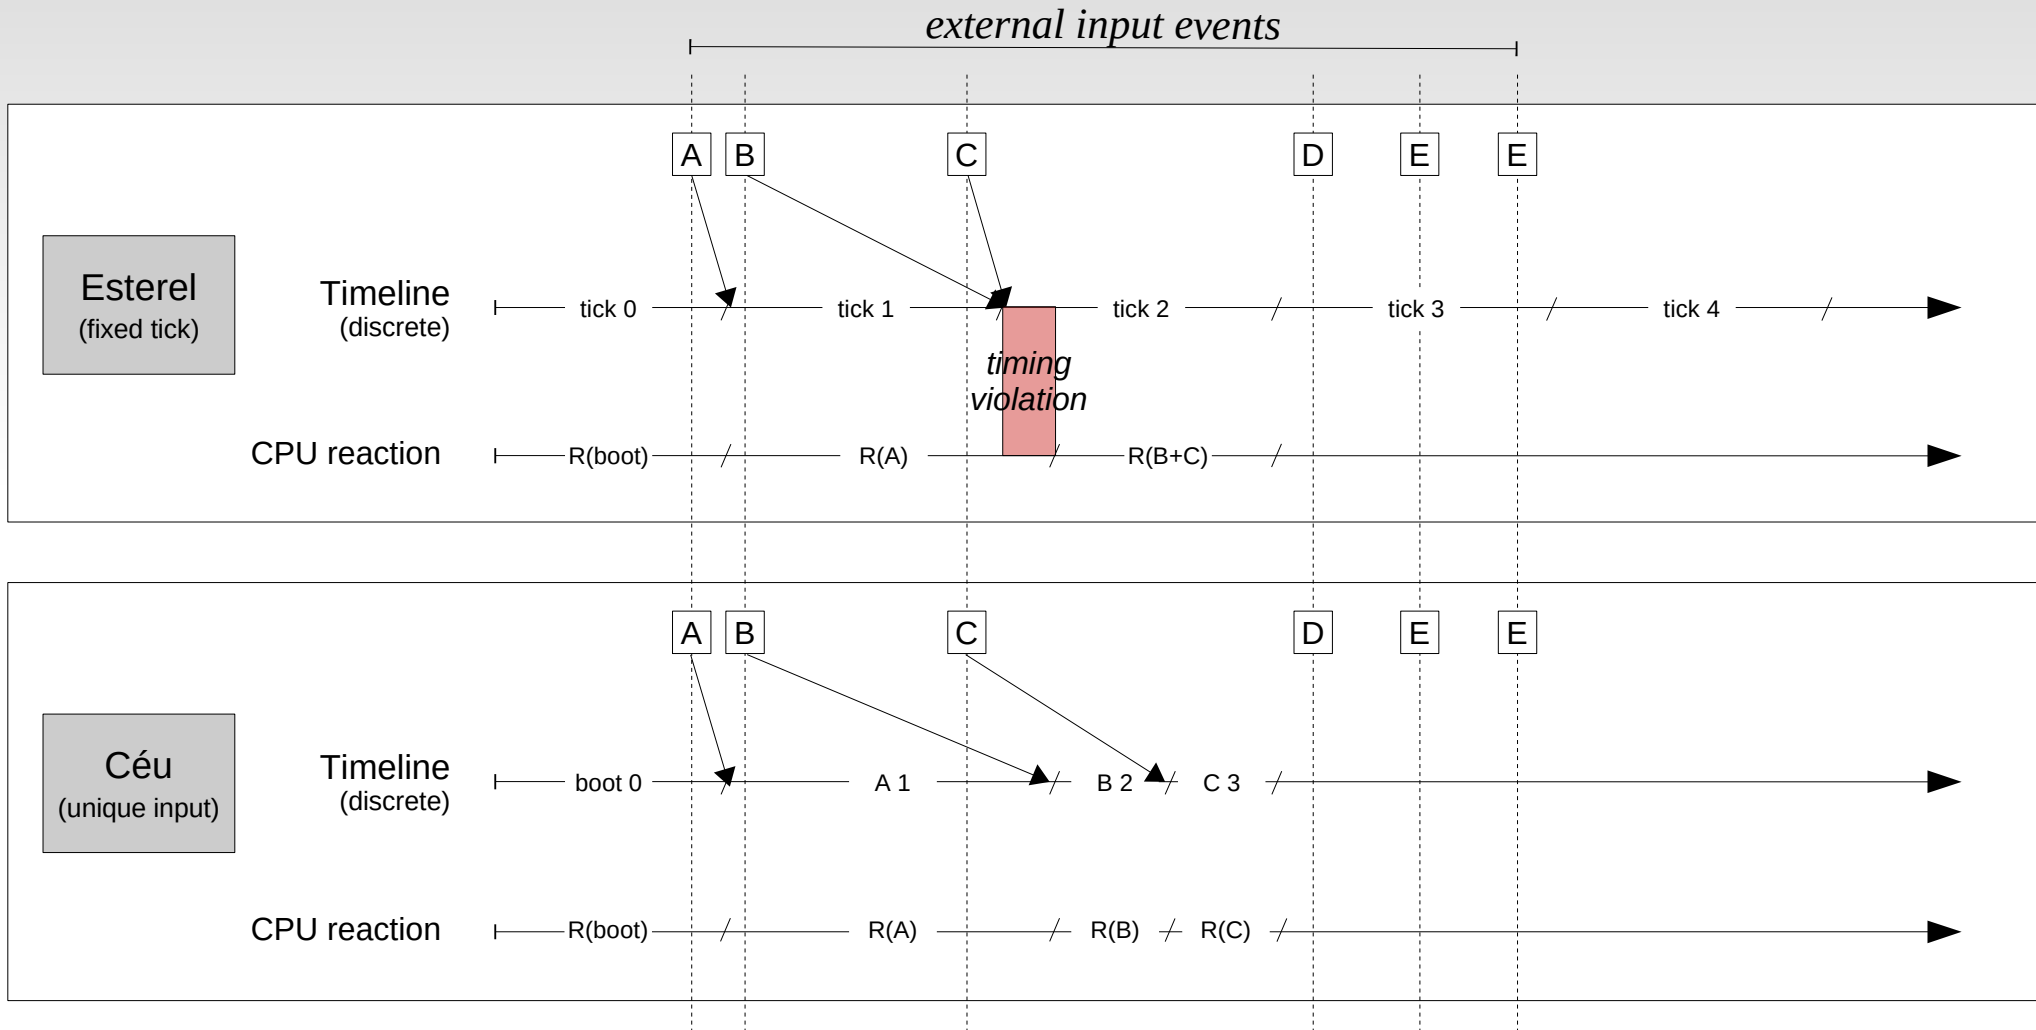 external input events
A B C D E E
Esterel
(fixed tick)
Timeline
(discrete)
tick 0 tick 1 tick 2 tick 3 tick 4
timing
violation
CPU reaction
R(boot) R(A) R(B+C)
A B C D E E
Céu
(unique input)
Timeline
(discrete)
boot 0 A 1 B 2 C 3
CPU reaction
R(boot) R(A) R(B) R(C)